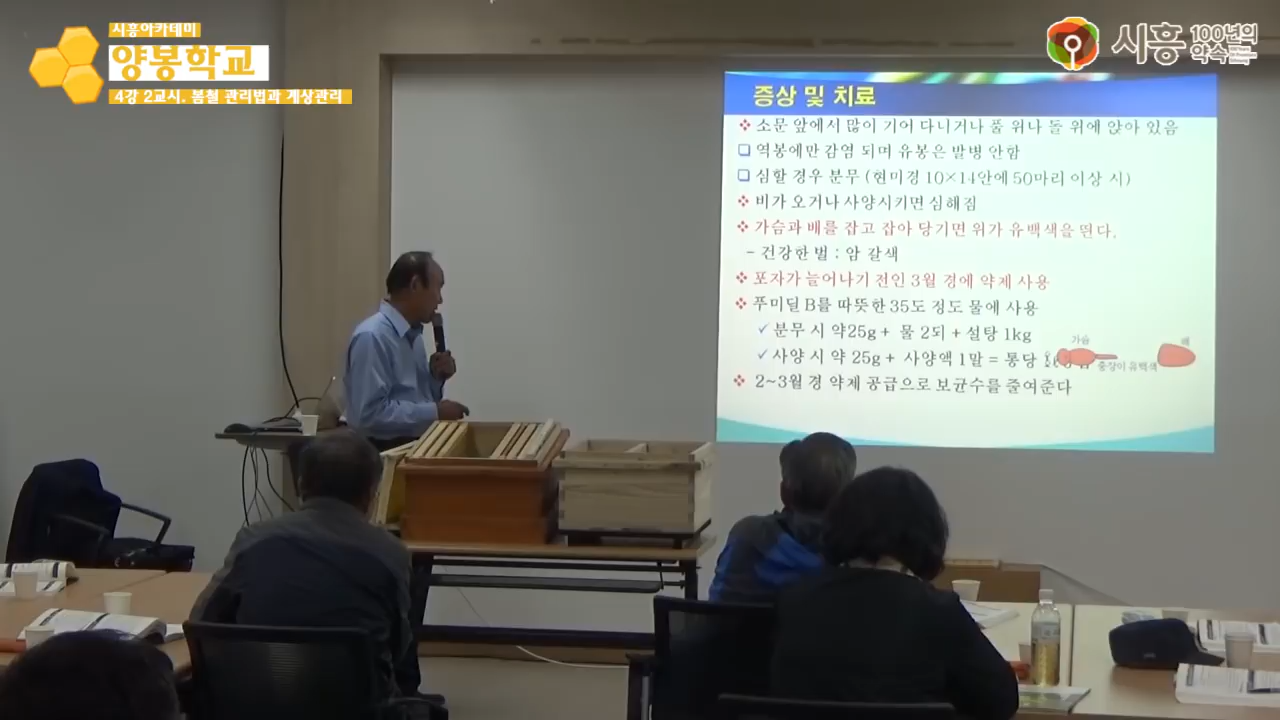 시흥아카데미
양봉학교
4강 2교시. 봄철 관리법과 계상관리
시흥 100년의 약속
증상 및 치료
❖ 소문 앞에서 많이 기어 다니거나 풀 위나 돌 위에 앉아 있음
❑ 역봉에만 감염 되며 유봉은 발병 안함
❑ 심할 경우 분무 (현미경 10×14안에 50마리 이상 시)
❖ 비가 오거나 사양시키면 심해짐
❖ 가슴과 배를 잡고 잡아 당기면 위가 유백색을 띤다.
– 건강한 벌 : 암 갈색
❖ 포자가 늘어나기 전인 3월 경에 약제 사용
❖ 푸미딜 B를 따뜻한 35도 정도 물에 사용
✓ 분무 시 약25g + 물 2되 + 설탕 1kg
✓ 사양 시 약 25g + 사양액 1말 = 통당
가슴
배
중장이 유백색
❖ 2~3월 경 약제 공급으로 보균수를 줄여준다